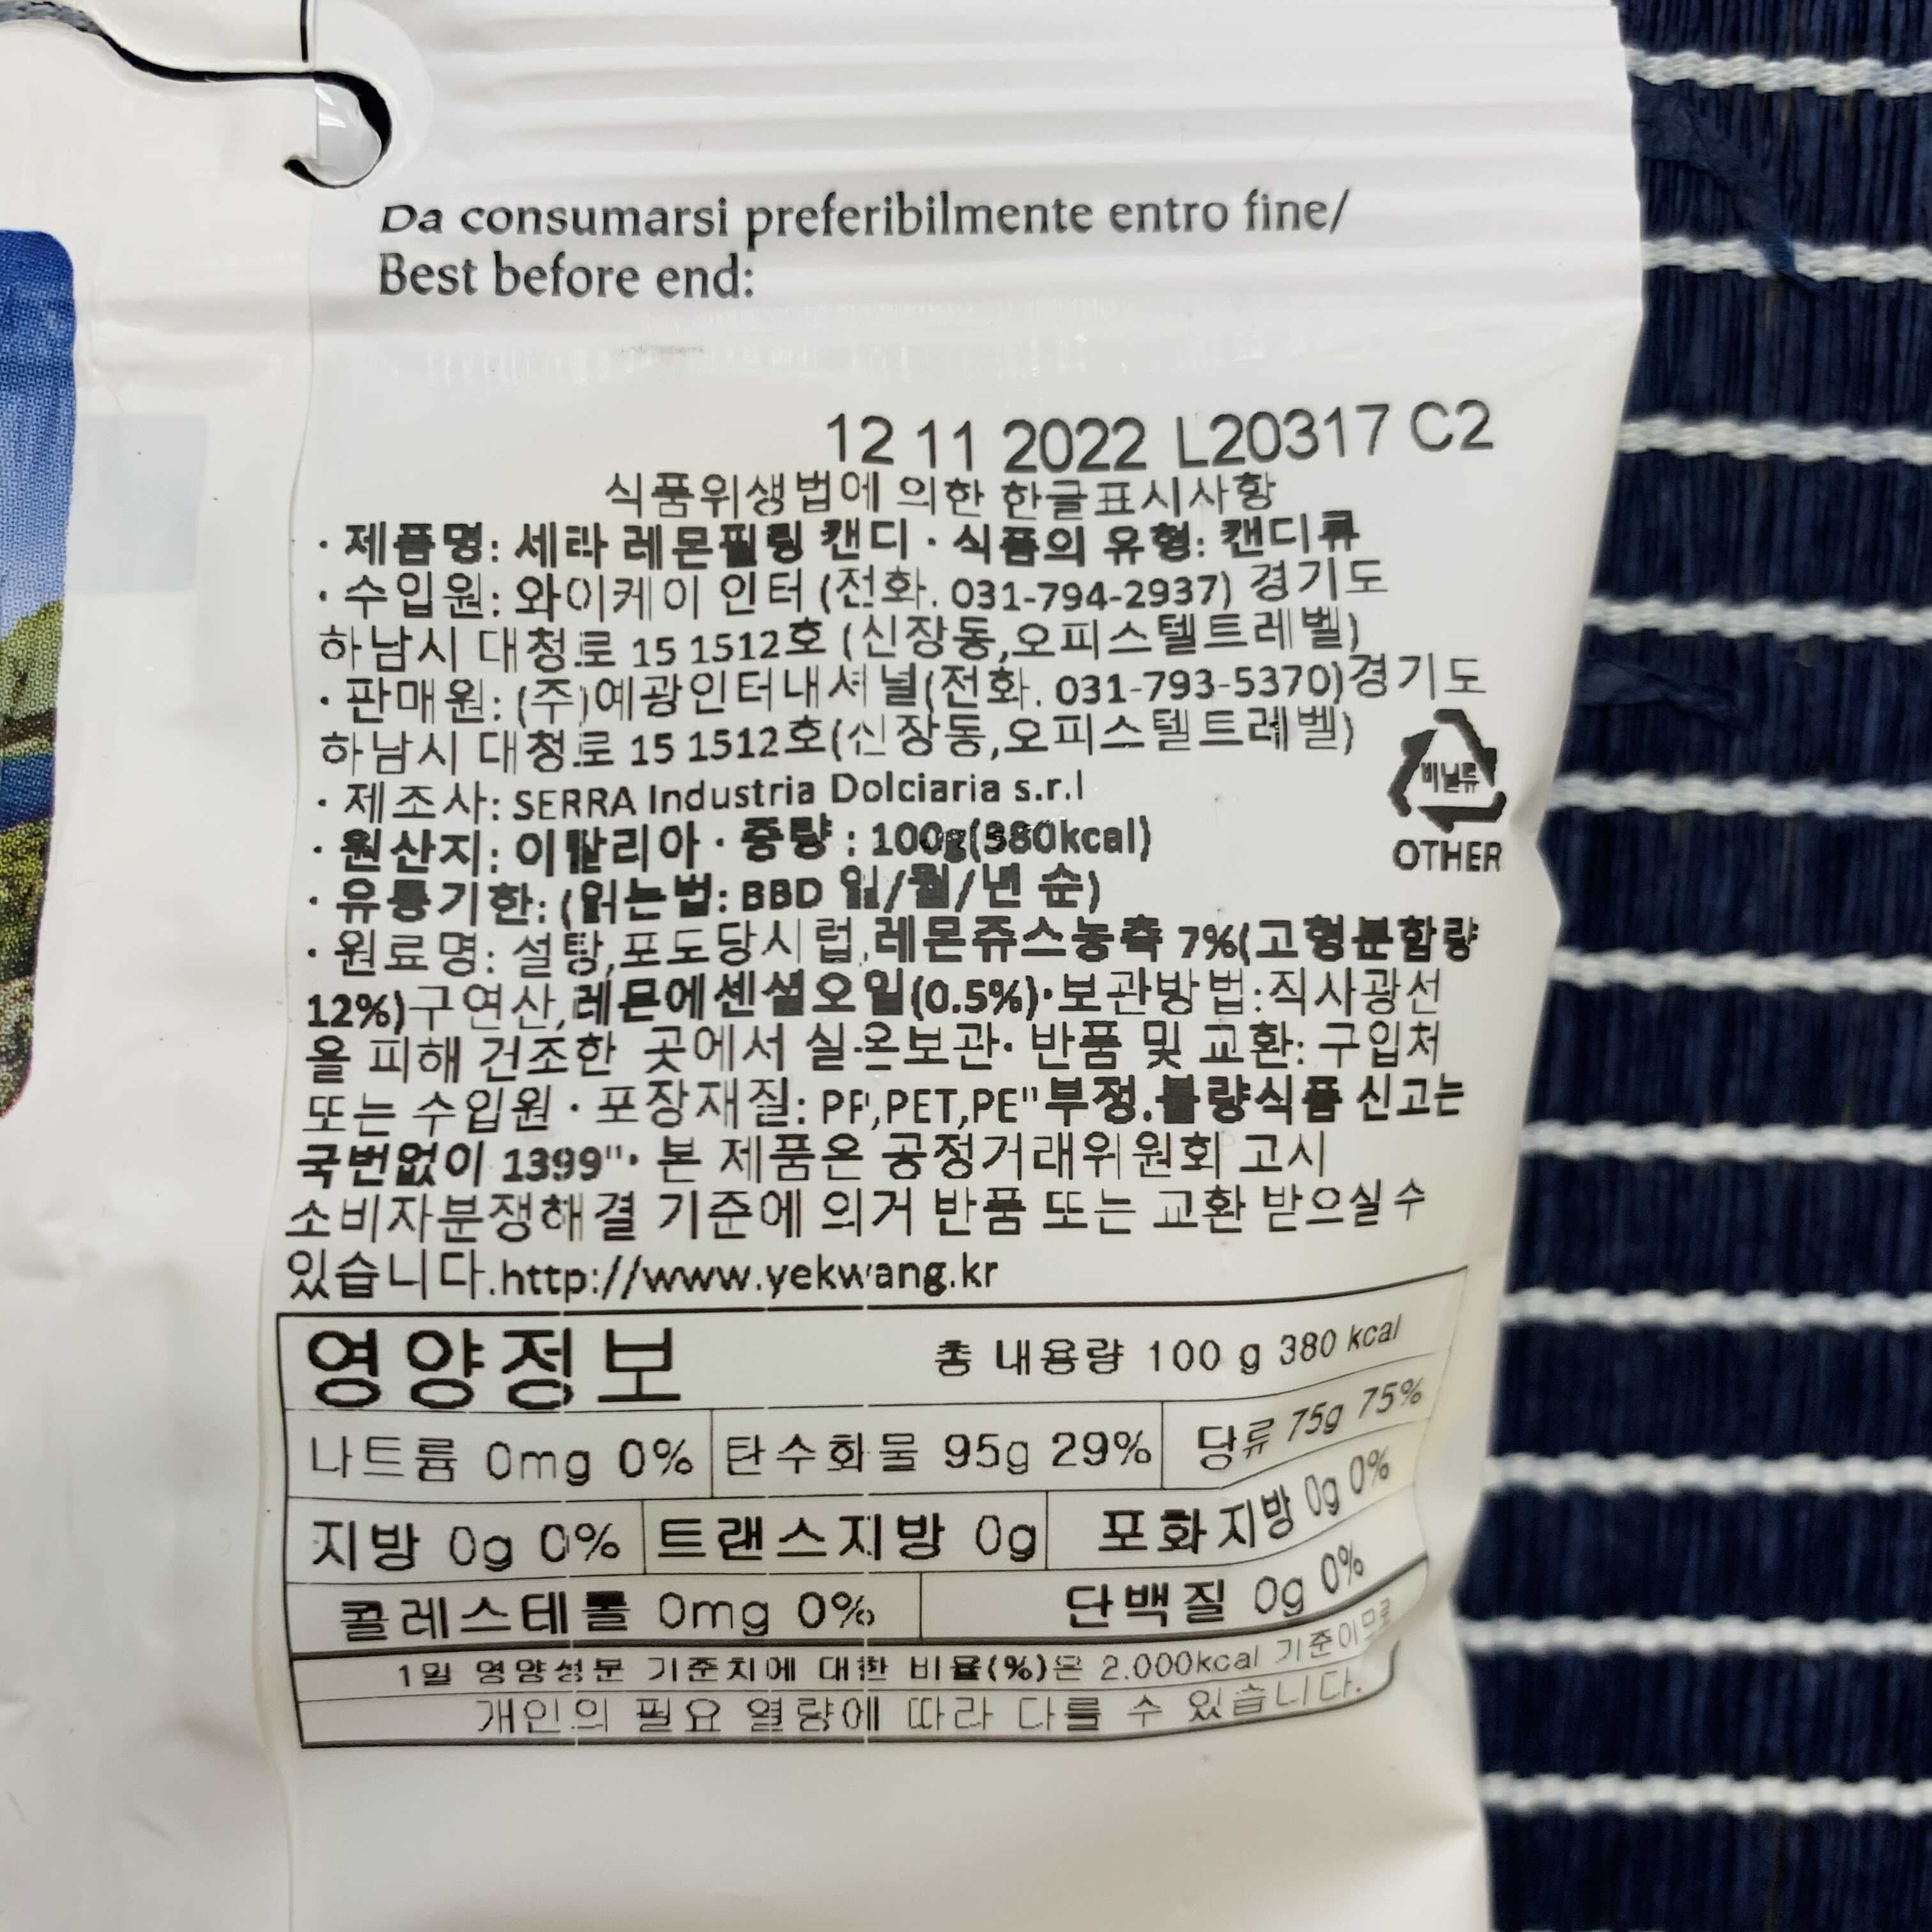 Da consumarsi preferibilmente entro fine/
Best before end:
12 11 2022 L20317 C2
식품위생법에 의한 한글표시사항
· 제품명: 세라 레몬필링 캔디 · 식품의 유형: 캔디류
· 수입원: 와이케이 인터 (전화. 031-794-2937) 경기도
하남시 대청로 15 1512호 (신장동,오피스텔트레벨)
· 판매원: (주)예광인터내셔널(전화. 031-793-5370)경기도
하남시 대청로 15 1512호(신장동,오피스텔트레벨)
· 제조사: SERRA Industria Dolciaria s.r.l
· 원산지: 이탈리아 · 중량 : 100g(380kcal)
· 유통기한: (읽는법: BBD 일/월/년 순)
· 원료명: 설탕,포도당시럽,레몬쥬스농축 7%(고형분함량
12%)구연산,레몬에센셜오일(0.5%)·보관방법:직사광선
을 피해 건조한 곳에서 실온보관· 반품 및 교환: 구입처
또는 수입원 · 포장재질: PP,PET,PE"부정.불량식품 신고는
국번없이 1399"· 본 제품은 공정거래위원회 고시
소비자분쟁해결 기준에 의거 반품 또는 교환 받으실 수
있습니다.http://www.yekwang.kr
비닐류
OTHER
영양정보 총 내용량 100 g 380 kcal
나트륨 0mg 0% 탄수화물 95g 29% 당류 75g 75%
지방 0g 0% 트랜스지방 0g 포화지방 0g 0%
콜레스테롤 0mg 0% 단백질 0g 0%
1일 영양성분 기준치에 대한 비율(%)은 2.000kcal 기준이므로
개인의 필요 열량에 따라 다를 수 있습니다.